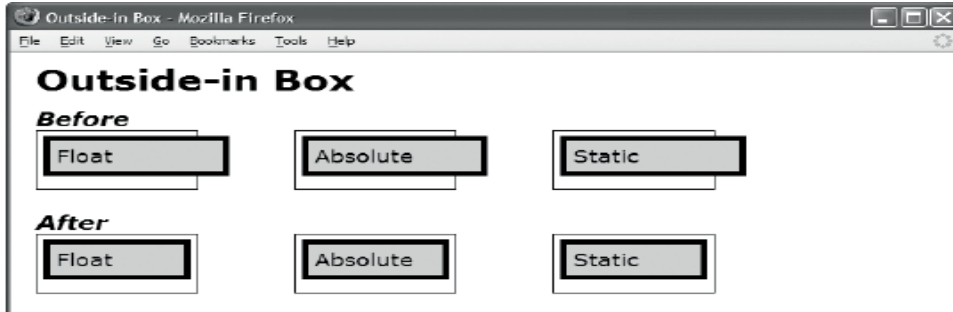 Outside-in Box - Mozilla Firefox
File Edit View Go Bookmarks Tools Help
Outside-in Box
Before
Float Absolute Static
After
Float Absolute Static